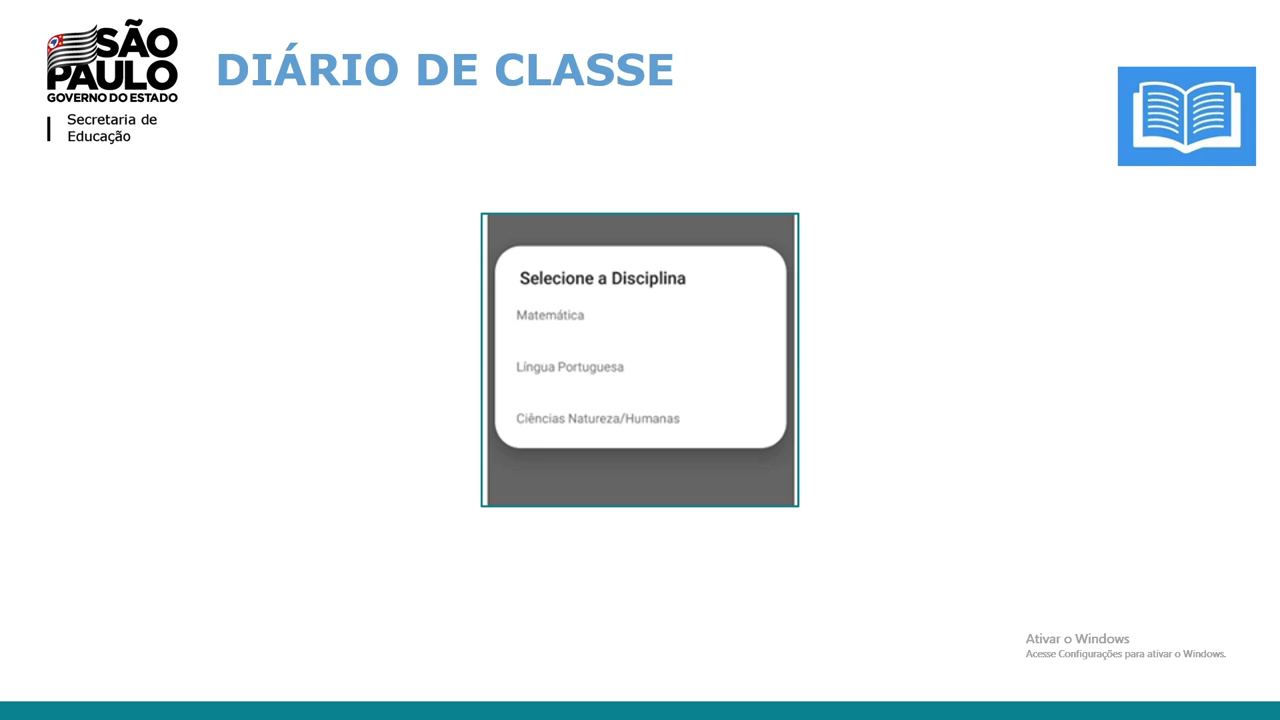 SÃO
PAULO
GOVERNO DO ESTADO
Secretaria de
Educação
DIÁRIO DE CLASSE
Selecione a Disciplina
Matemática
Língua Portuguesa
Ciências Natureza/Humanas
Ativar o Windows
Acesse Configurações para ativar o Windows.